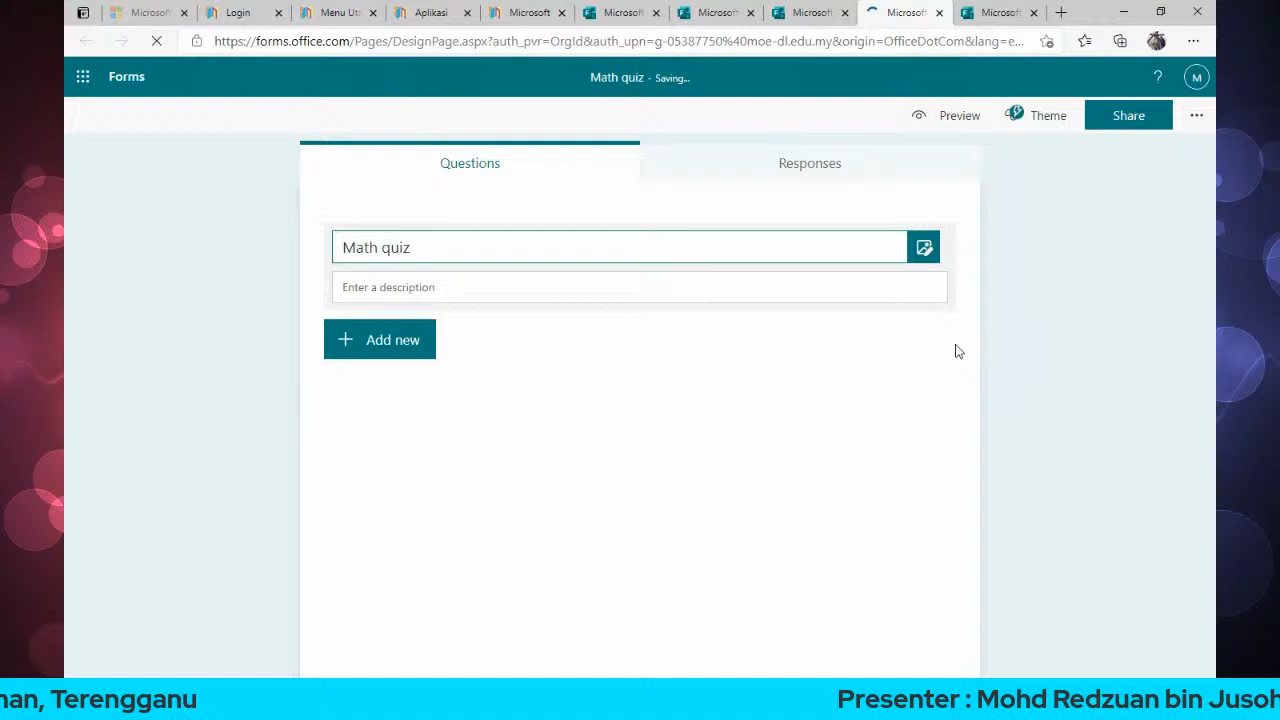 Microsoft
Login
Menu Ut
Aplikasi
Microsoft
Microsoft
Microsoft
Microsoft
Microsoft
Microsoft
https://forms.office.com/Pages/DesignPage.aspx?auth_pvr=OrgId&auth_upn=g-05387750%40moe-dl.edu.my&origin=OfficeDotCom&lang=e...
Forms
Math quiz - Saving...
?
M
Preview
Theme
Share
Questions
Responses
Math quiz
Enter a description
Add new
nan, Terengganu
Presenter : Mohd Redzuan bin Jusoh